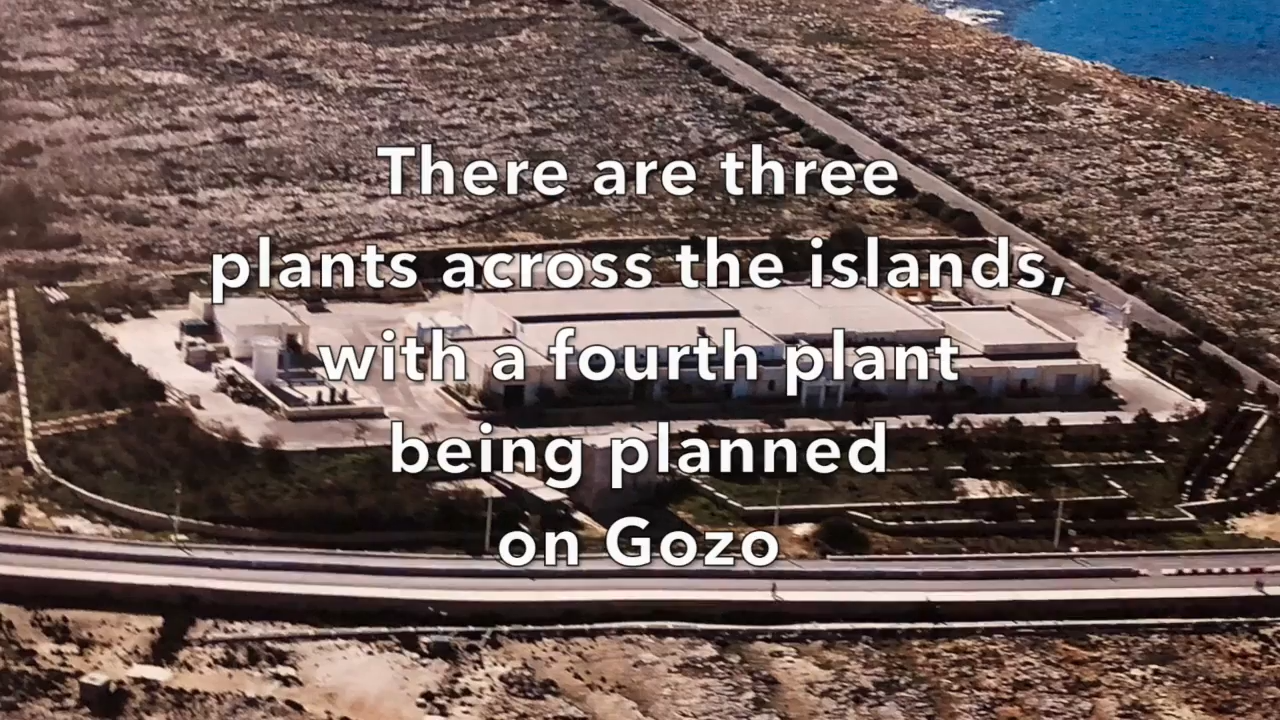 There are three
plants across the islands,
with a fourth plant
being planned
on Gozo